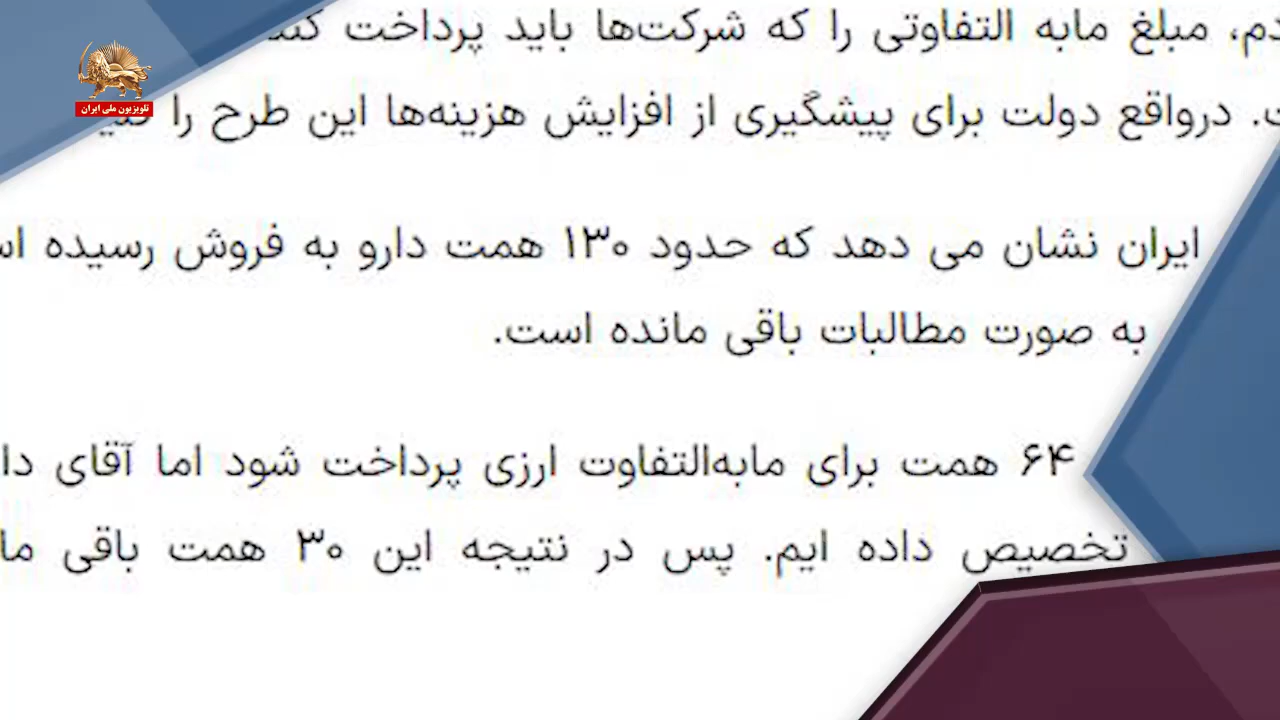 تلویزیون ملی ایران
مبلغ مابه التفاوتی را که شرکت‌ها باید پرداخت
درواقع دولت برای پیشگیری از افزایش هزینه‌ها این طرح را
ایران نشان می دهد که حدود ۱۳۰ همت دارو به فروش رسیده
به صورت مطالبات باقی مانده است.
۶۴ همت برای مابه‌التفاوت ارزی پرداخت شود اما آقای
تخصیص داده ایم. پس در نتیجه این ۳۰ همت باقی